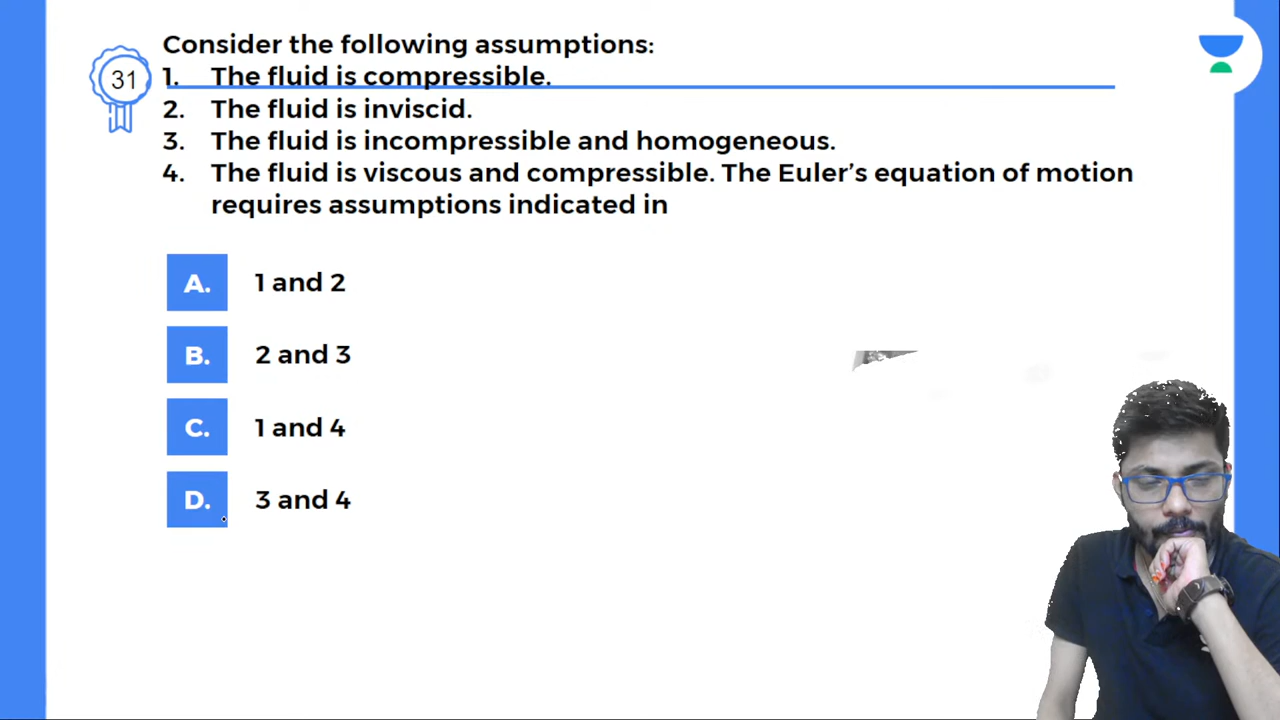 Consider the following assumptions:
31
1. The fluid is compressible.
2. The fluid is inviscid.
3. The fluid is incompressible and homogeneous.
4. The fluid is viscous and compressible. The Euler’s equation of motion
requires assumptions indicated in
A. 1 and 2
B. 2 and 3
C. 1 and 4
D. 3 and 4